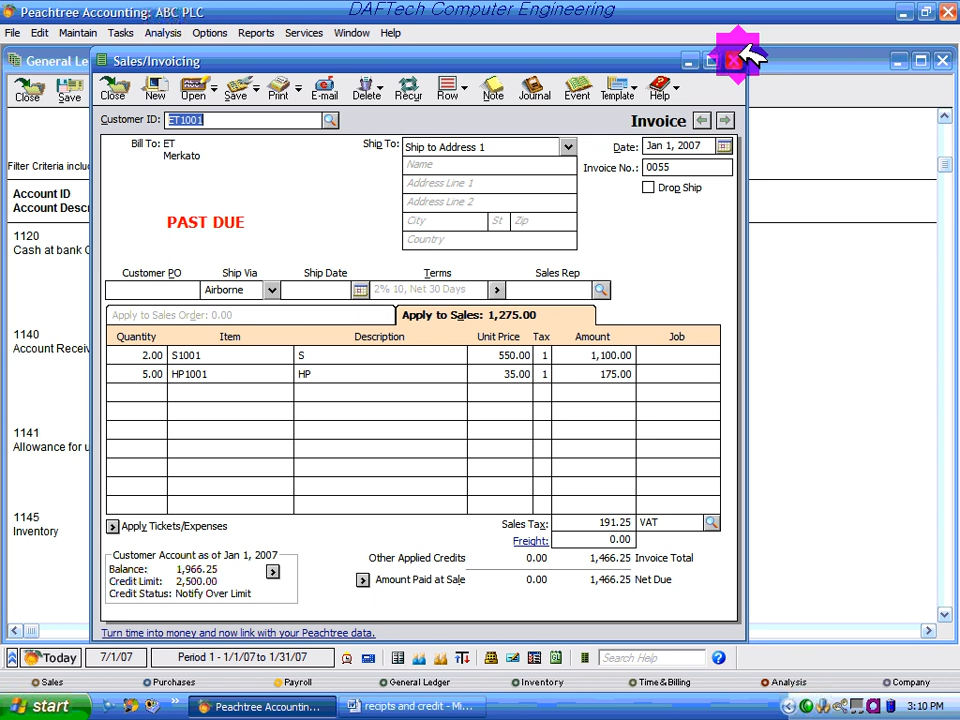 DAFTech Computer Engineering
Peachtree Accounting: ABC PLC
File Edit Maintain Tasks Analysis Options Reports Services Window Help
General Le
Close Save
Filter Criteria inclu
Account ID
Account Descr
1120
Cash at bank C
1140
Account Receiv
1141
Allowance for u
1145
Inventory
Sales/Invoicing
Close New Open Save Print E-mail Delete Recur Row Note Journal Event Template Help
Customer ID: ET1001
Invoice
Bill To: ET
Merkato
Ship To: Ship to Address 1
Name
Address Line 1
Address Line 2
City St Zip
Country
Date: Jan 1, 2007
Invoice No.: 0055
Drop Ship
PAST DUE
Customer PO Ship Via Ship Date Terms Sales Rep
Airborne 2% 10, Net 30 Days
Apply to Sales Order: 0.00 Apply to Sales: 1,275.00
Quantity Item Description Unit Price Tax Amount Job
2.00 S1001 S 550.00 1 1,100.00
5.00 HP1001 HP 35.00 1 175.00
Apply Tickets/Expenses
Sales Tax: 191.25 VAT
Freight: 0.00
Customer Account as of Jan 1, 2007
Balance: 1,966.25
Credit Limit: 2,500.00
Credit Status: Notify Over Limit
Other Applied Credits 0.00 1,466.25 Invoice Total
Amount Paid at Sale 0.00 1,466.25 Net Due
Turn time into money and now link with your Peachtree data.
Today 7/1/07 Period 1 - 1/1/07 to 1/31/07 Search Help
Sales Purchases Payroll General Ledger Inventory Time & Billing Analysis Company
start Peachtree Accountin... recipts and credit - Mi... 3:10 PM